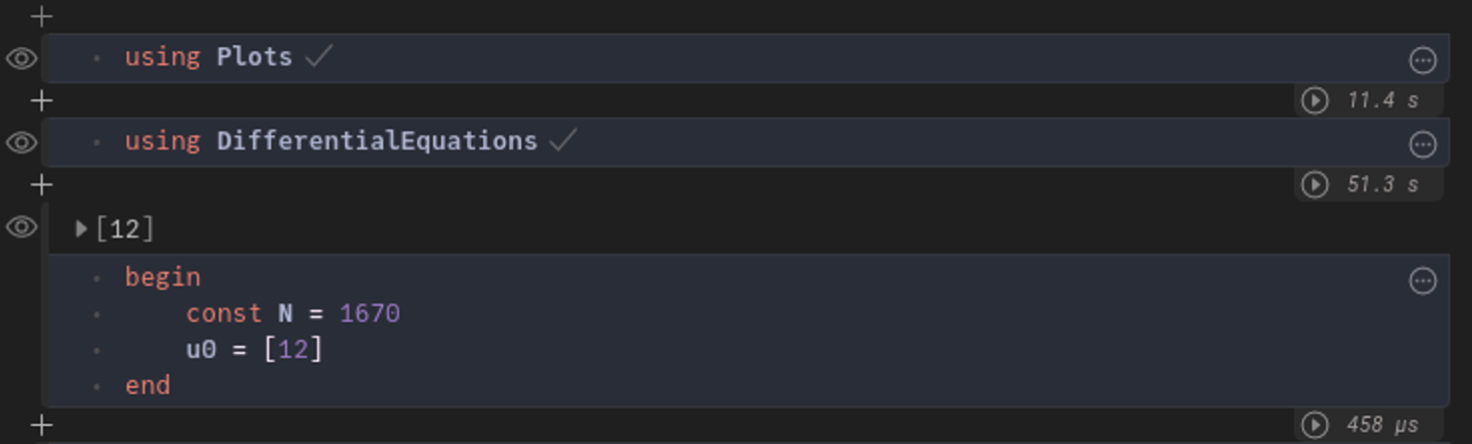 using Plots
11.4 s
using DifferentialEquations
51.3 s
[12]
begin
const N = 1670
u0 = [12]
end
458 μs